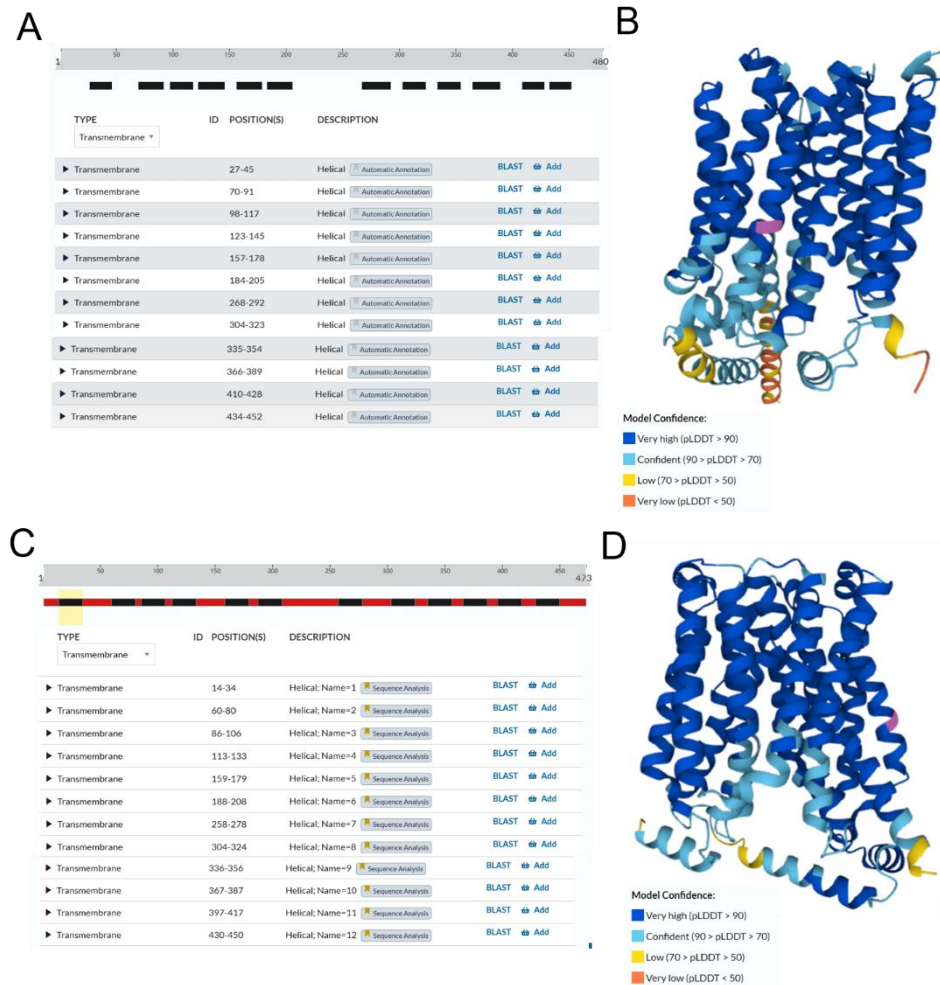 A
1 50 100 150 200 250 300 350 400 450 480
TYPE ID POSITION(S) DESCRIPTION
Transmembrane
Transmembrane 27-45 Helical Automatic Annotation BLAST Add
Transmembrane 70-91 Helical Automatic Annotation BLAST Add
Transmembrane 98-117 Helical Automatic Annotation BLAST Add
Transmembrane 123-145 Helical Automatic Annotation BLAST Add
Transmembrane 157-178 Helical Automatic Annotation BLAST Add
Transmembrane 184-205 Helical Automatic Annotation BLAST Add
Transmembrane 268-292 Helical Automatic Annotation BLAST Add
Transmembrane 304-323 Helical Automatic Annotation BLAST Add
Transmembrane 335-354 Helical Automatic Annotation BLAST Add
Transmembrane 366-389 Helical Automatic Annotation BLAST Add
Transmembrane 410-428 Helical Automatic Annotation BLAST Add
Transmembrane 434-452 Helical Automatic Annotation BLAST Add
B
Model Confidence:
Very high (pLDDT > 90)
Confident (90 > pLDDT > 70)
Low (70 > pLDDT > 50)
Very low (pLDDT < 50)
C
1 50 100 150 200 250 300 350 400 450 473
TYPE ID POSITION(S) DESCRIPTION
Transmembrane
Transmembrane 14-34 Helical; Name=1 Sequence Analysis BLAST Add
Transmembrane 60-80 Helical; Name=2 Sequence Analysis BLAST Add
Transmembrane 86-106 Helical; Name=3 Sequence Analysis BLAST Add
Transmembrane 113-133 Helical; Name=4 Sequence Analysis BLAST Add
Transmembrane 159-179 Helical; Name=5 Sequence Analysis BLAST Add
Transmembrane 188-208 Helical; Name=6 Sequence Analysis BLAST Add
Transmembrane 258-278 Helical; Name=7 Sequence Analysis BLAST Add
Transmembrane 304-324 Helical; Name=8 Sequence Analysis BLAST Add
Transmembrane 336-356 Helical; Name=9 Sequence Analysis BLAST Add
Transmembrane 367-387 Helical; Name=10 Sequence Analysis BLAST Add
Transmembrane 397-417 Helical; Name=11 Sequence Analysis BLAST Add
Transmembrane 430-450 Helical; Name=12 Sequence Analysis BLAST Add
D
Model Confidence:
Very high (pLDDT > 90)
Confident (90 > pLDDT > 70)
Low (70 > pLDDT > 50)
Very low (pLDDT < 50)